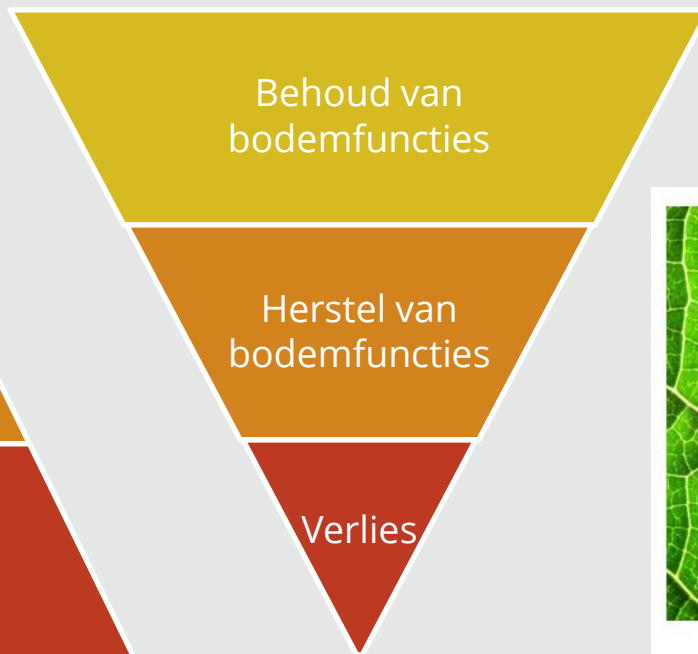 Behoud van
bodemfuncties
Herstel van
bodemfuncties
Verlies